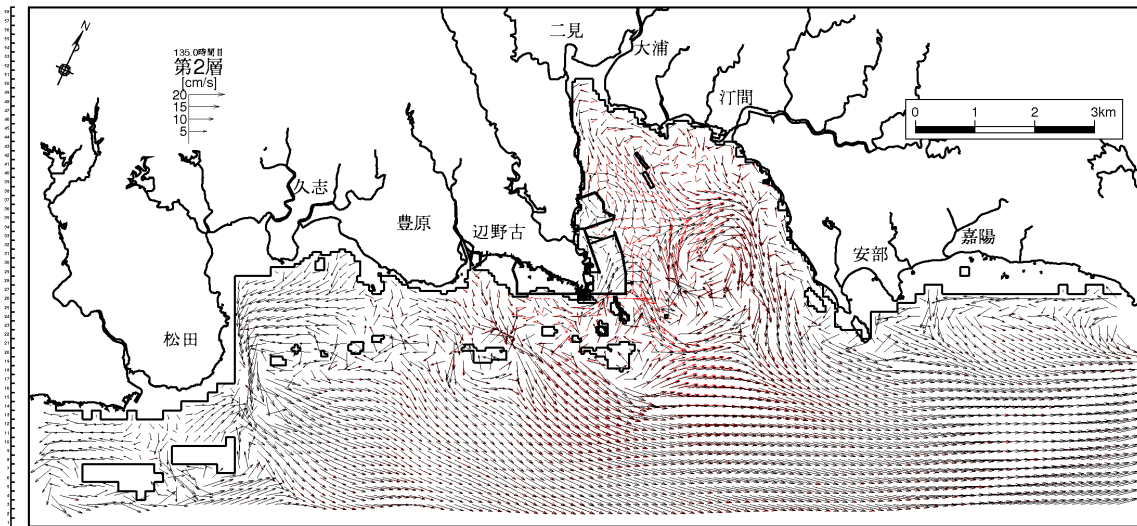 N
135.0時間目
第2層
[cm/s]
20
15
10
5
二見
大浦
汀間
0 1 2 3km
久志
豊原
辺野古
安部
嘉陽
松田